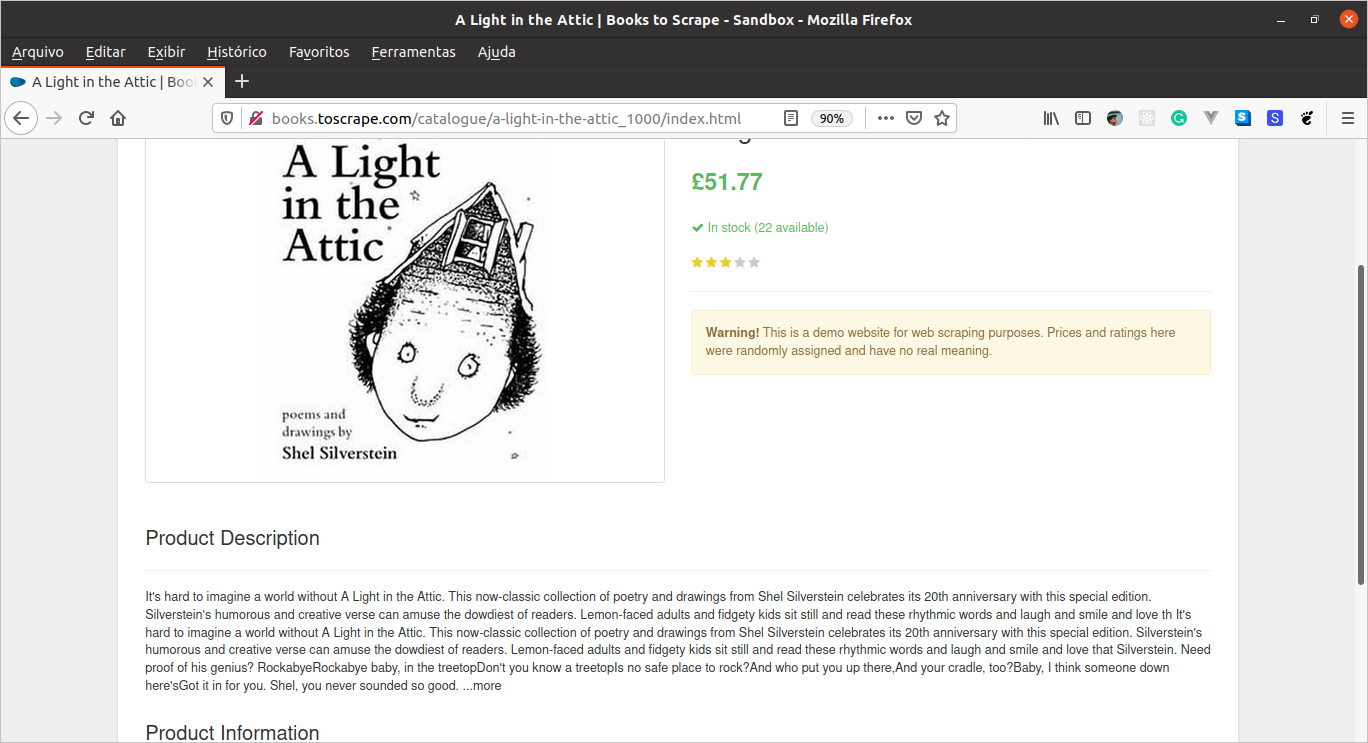 A Light in the Attic | Books to Scrape - Sandbox - Mozilla Firefox
Arquivo Editar Exibir Histórico Favoritos Ferramentas Ajuda
A Light in the Attic | Boo
books.toscrape.com/catalogue/a-light-in-the-attic_1000/index.html 90%
A Light
in the
Attic
poems and
drawings by
Shel Silverstein
£51.77
In stock (22 available)
Warning! This is a demo website for web scraping purposes. Prices and ratings here
were randomly assigned and have no real meaning.
Product Description
It's hard to imagine a world without A Light in the Attic. This now-classic collection of poetry and drawings from Shel Silverstein celebrates its 20th anniversary with this special edition.
Silverstein's humorous and creative verse can amuse the dowdiest of readers. Lemon-faced adults and fidgety kids sit still and read these rhythmic words and laugh and smile and love th It's
hard to imagine a world without A Light in the Attic. This now-classic collection of poetry and drawings from Shel Silverstein celebrates its 20th anniversary with this special edition. Silverstein's
humorous and creative verse can amuse the dowdiest of readers. Lemon-faced adults and fidgety kids sit still and read these rhythmic words and laugh and smile and love that Silverstein. Need
proof of his genius? RockabyeRockabye baby, in the treetopDon't you know a treetopIs no safe place to rock?And who put you up there,And your cradle, too?Baby, I think someone down
here'sGot it in for you. Shel, you never sounded so good. ...more
Product Information